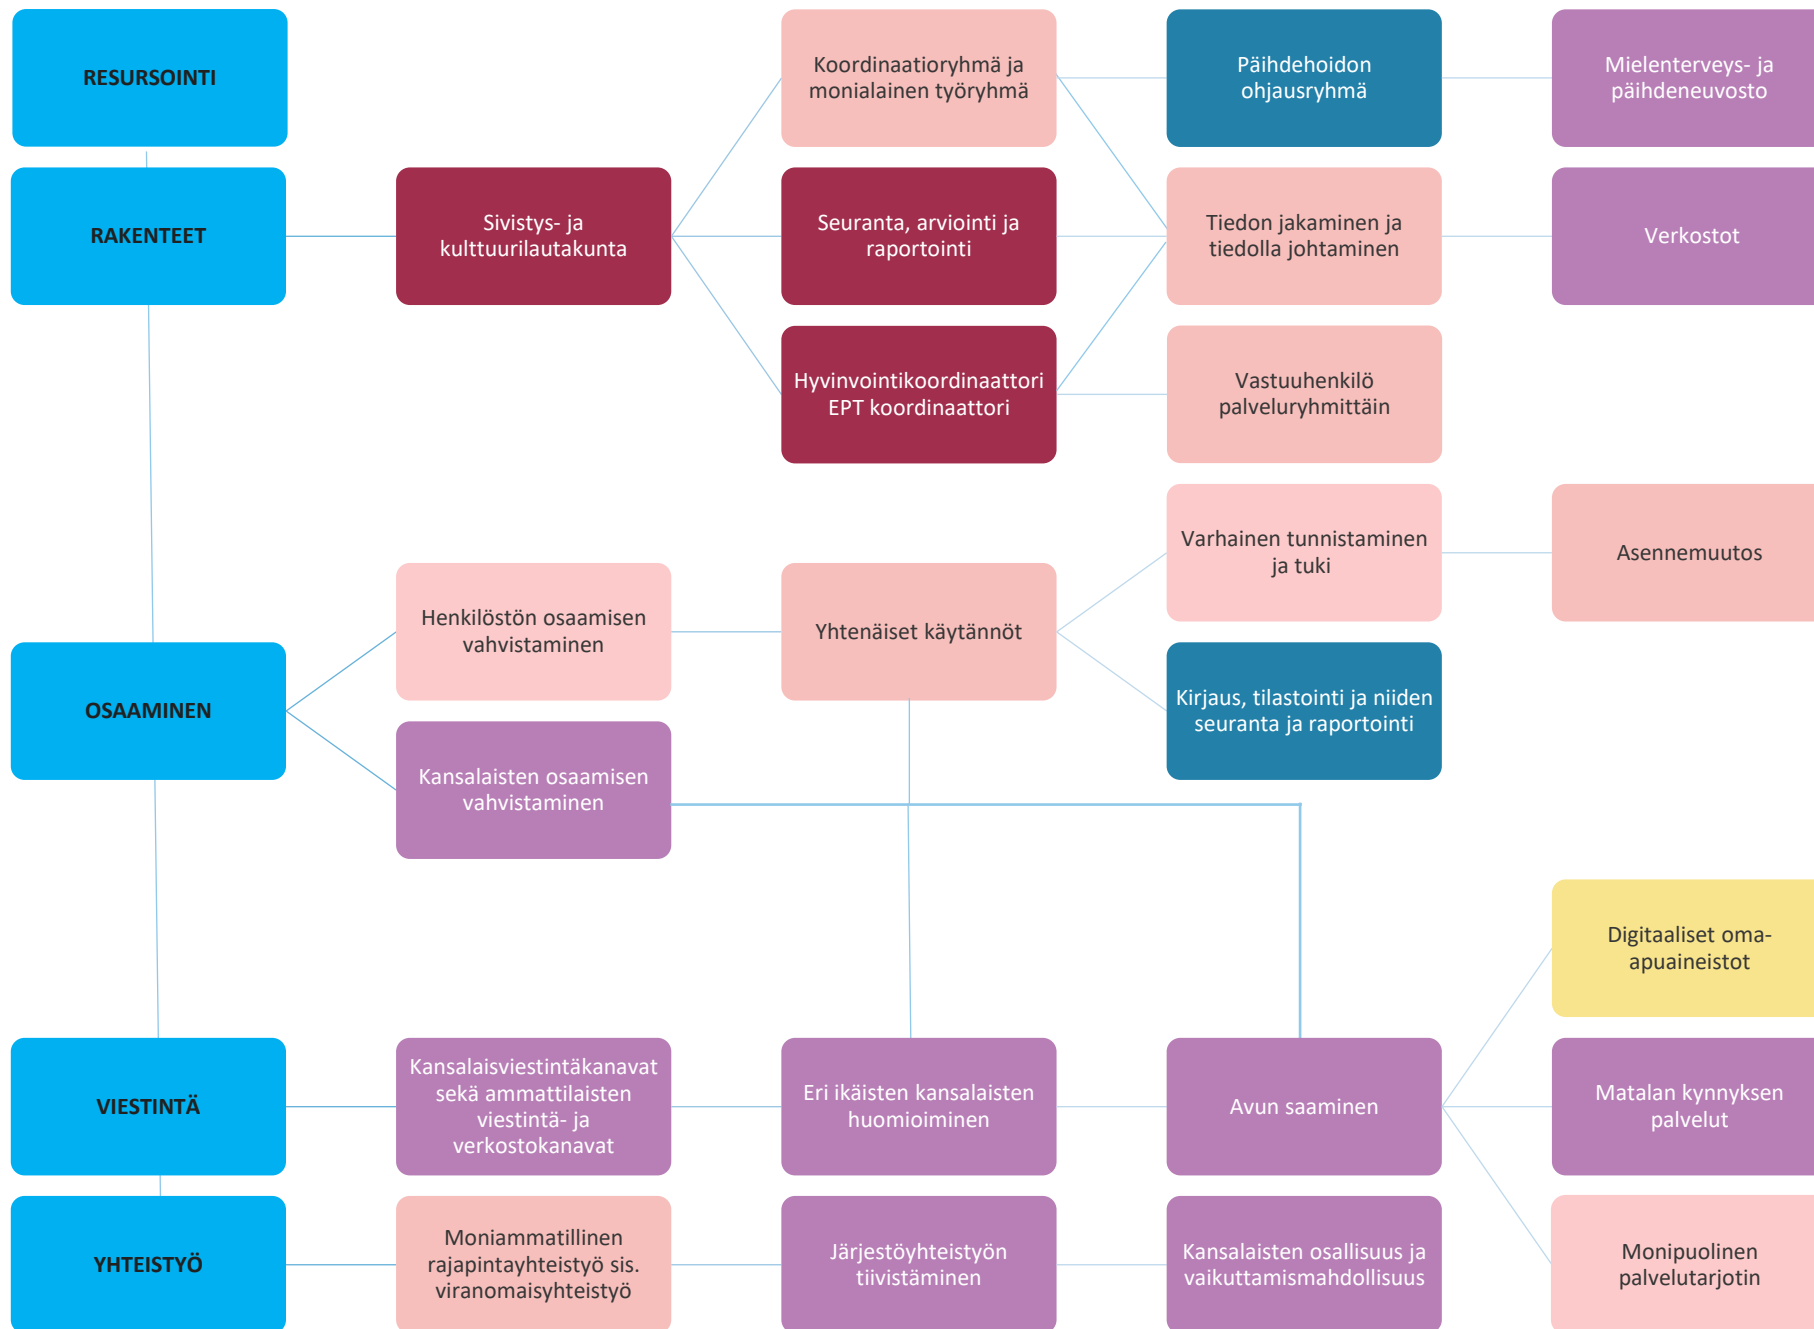 RESURSOINTI
Koordinaatioryhmä ja
monialainen työryhmä
Päihdehoidon
ohjausryhmä
Mielenterveys- ja
päihdeneuvosto
RAKENTEET
Sivistys- ja
kulttuurilautakunta
Seuranta, arviointi ja
raportointi
Tiedon jakaminen ja
tiedolla johtaminen
Verkostot
Hyvinvointikoordinaattori
EPT koordinaattori
Vastuuhenkilö
palveluryhmittäin
Varhainen tunnistaminen
ja tuki
Asennemuutos
Henkilöstön osaamisen
vahvistaminen
Yhtenäiset käytännöt
OSAAMINEN
Kirjaus, tilastointi ja niiden
seuranta ja raportointi
Kansalaisten osaamisen
vahvistaminen
Digitaaliset oma-
apuaineistot
VIESTINTÄ
Kansalaisviestintäkanavat
sekä ammattilaisten
viestintä- ja
verkostokanavat
Eri ikäisten kansalaisten
huomioiminen
Avun saaminen
Matalan kynnyksen
palvelut
YHTEISTYÖ
Moniammatillinen
rajapintayhteistyö sis.
viranomaisyhteistyö
Järjestöyhteistyön
tiivistäminen
Kansalaisten osallisuus ja
vaikuttamismahdollisuus
Monipuolinen
palvelutarjotin